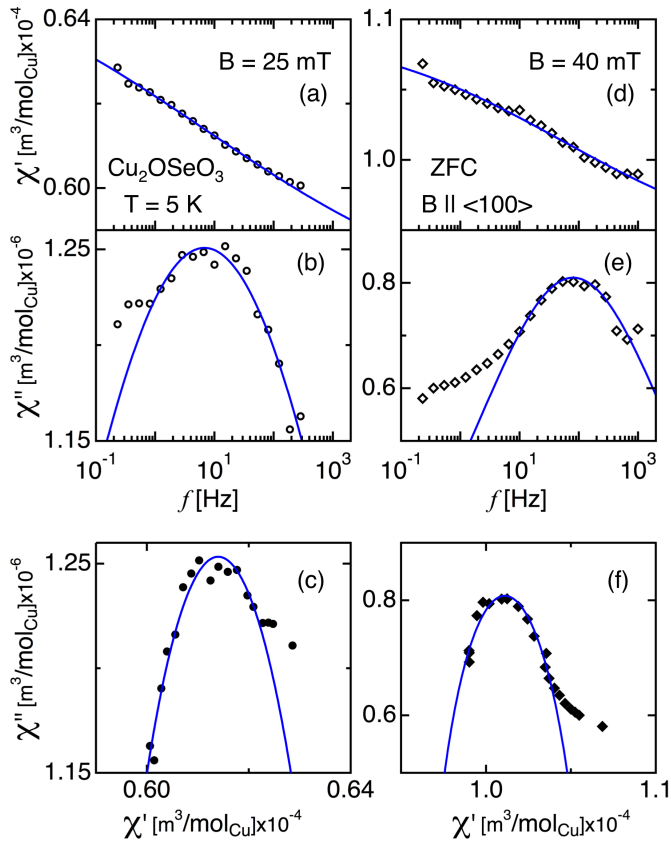 0.64
B = 25 mT
(a)
χ' [m³/mol_Cu]x10⁻⁴
Cu₂OSeO₃
0.60
T = 5 K
1.1
B = 40 mT
(d)
1.0
ZFC
B || <100>
1.25
(b)
χ'' [m³/mol_Cu]x10⁻⁶
1.15
10⁻¹ 10¹ 10³
f [Hz]
(e)
0.8
0.6
10⁻¹ 10¹ 10³
f [Hz]
1.25
(c)
χ'' [m³/mol_Cu]x10⁻⁶
1.15
0.60 0.64
χ' [m³/mol_Cu]x10⁻⁴
(f)
0.8
0.6
1.0 1.1
χ' [m³/mol_Cu]x10⁻⁴